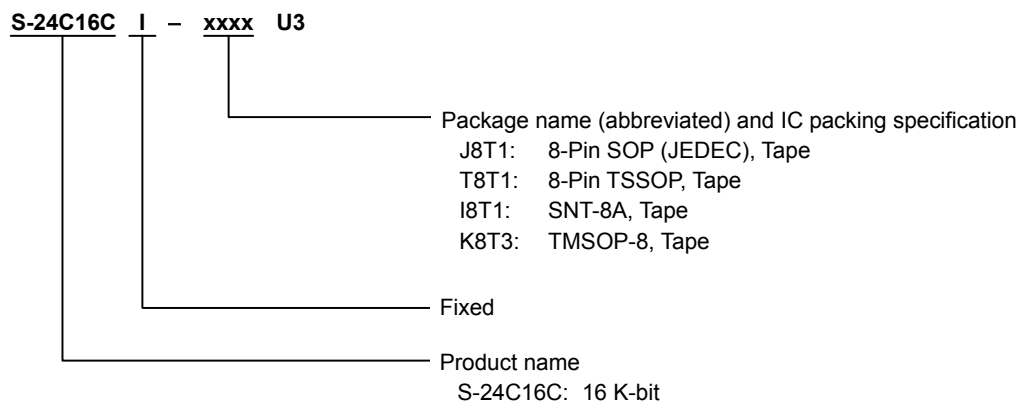 S-24C16C I – xxxx U3
Package name (abbreviated) and IC packing specification
J8T1: 8-Pin SOP (JEDEC), Tape
T8T1: 8-Pin TSSOP, Tape
I8T1: SNT-8A, Tape
K8T3: TMSOP-8, Tape
Fixed
Product name
S-24C16C: 16 K-bit